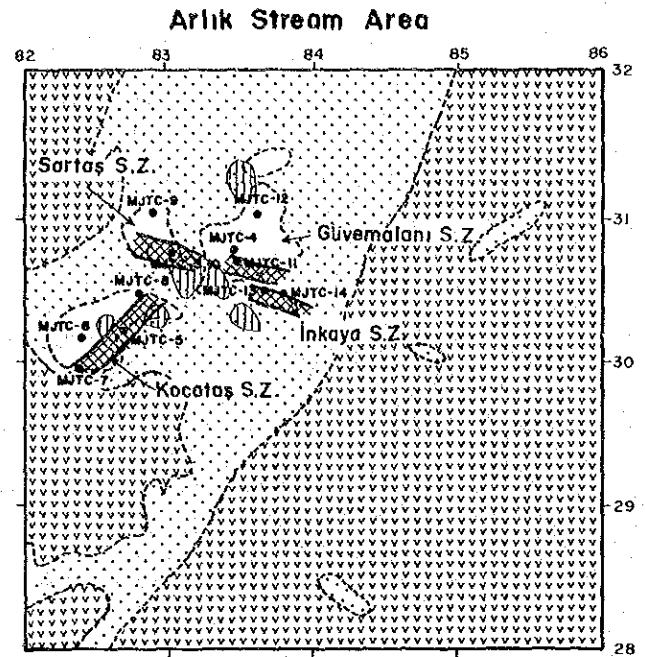 Arlık Stream Area
82 83 84 85 86
32
Sartaş S.Z.
MJTC-9
MJTC-12
31
MJTC-4
Güvemalanı S.Z.
MJTC-11
MJTC-8
MJTC-13
MJTC-14
MJTC-6
İnkaya S.Z.
MJTC-5
30
MJTC-7
Kocataş S.Z.
29
28